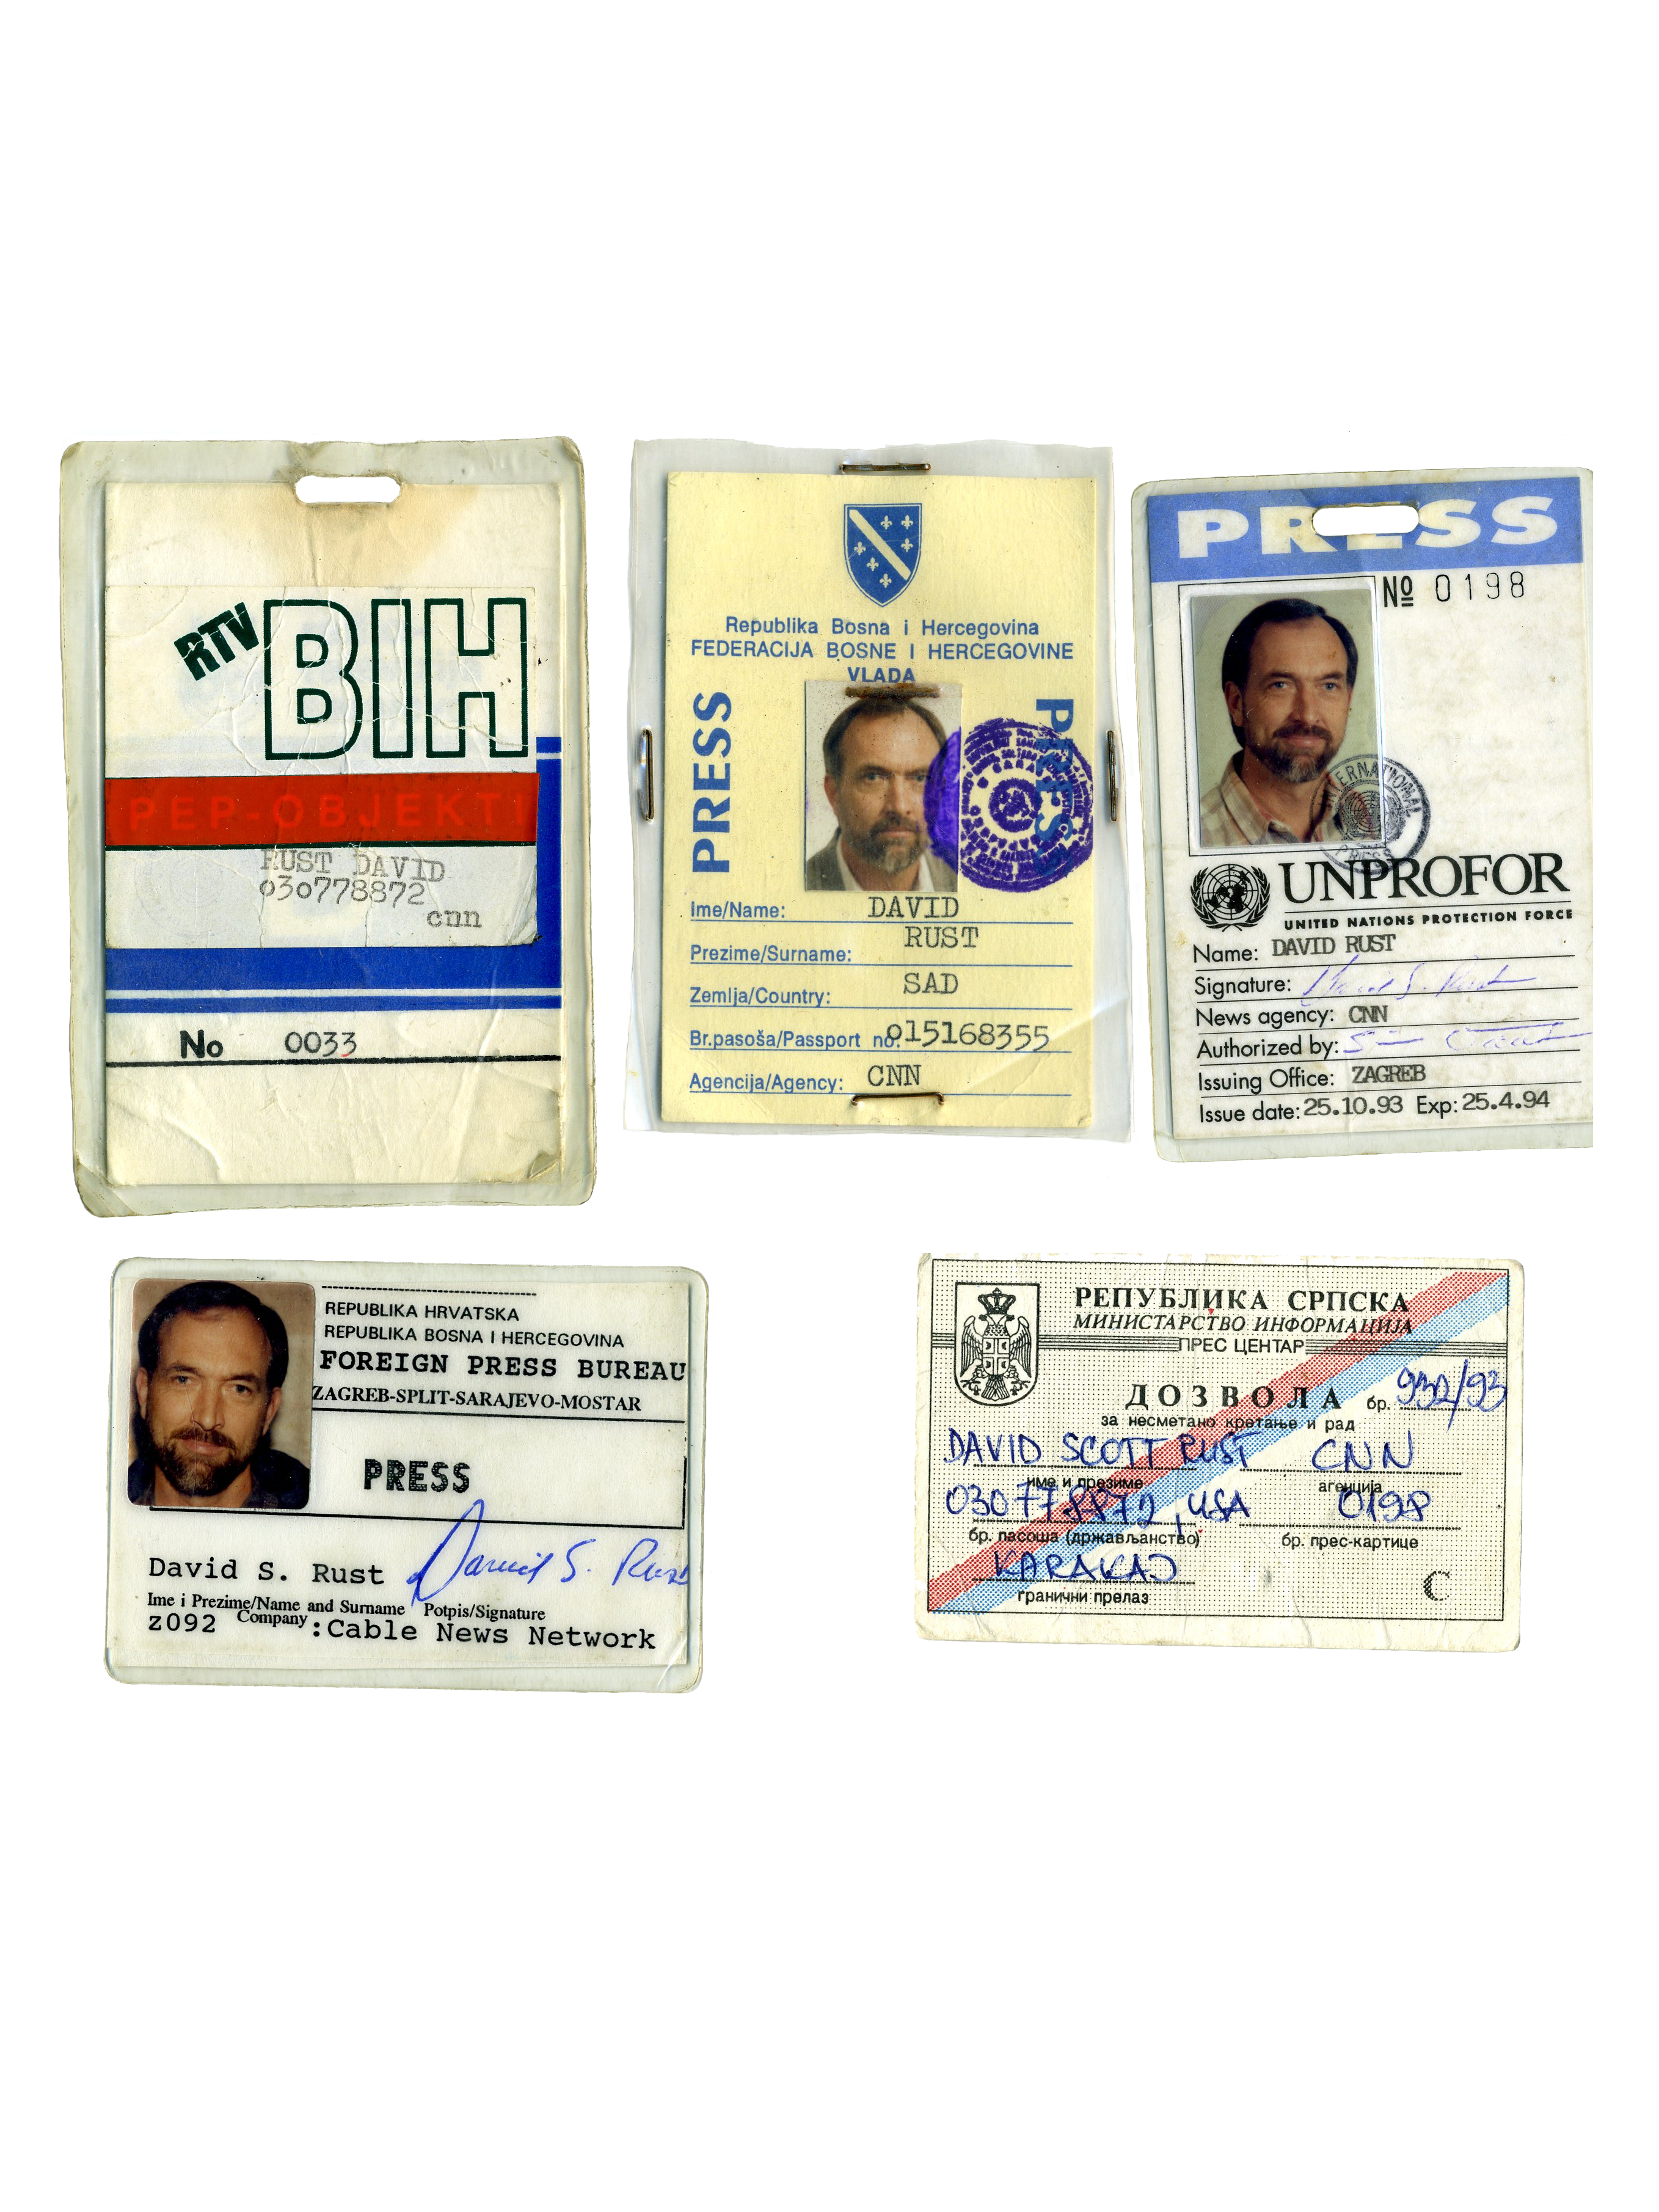 RTV
BIH
PEP-OBJEKTI
RUST DAVID
030778872
cnn
No 0033
Republika Bosna i Hercegovina
FEDERACIJA BOSNE I HERCEGOVINE
VLADA
PRESS
PRESS
Ime/Name: DAVID
Prezime/Surname: RUST
Zemlja/Country: SAD
Br.pasoša/Passport no. 015168355
Agencija/Agency: CNN
PRESS
№ 0198
INTERNATIONAL
PRESS
UNPROFOR
UNITED NATIONS PROTECTION FORCE
Name: DAVID RUST
Signature: David S. Rust
News agency: CNN
Authorized by:
Issuing Office: ZAGREB
Issue date: 25.10.93 Exp: 25.4.94
REPUBLIKA HRVATSKA
REPUBLIKA BOSNA I HERCEGOVINA
FOREIGN PRESS BUREAU
ZAGREB-SPLIT-SARAJEVO-MOSTAR
PRESS
David S. Rust David S. Rust
Ime i Prezime/Name and Surname Potpis/Signature
z092 Company :Cable News Network
РЕПУБЛИКА СРПСКА
МИНИСТАРСТВО ИНФОРМАЦИЈА
ПРЕС ЦЕНТАР
ДОЗВОЛА бр. 932/93
за несметано кретање и рад
DAVID SCOTT RUST CNN
име и презиме агенција
030778872, USA 0198
бр. пасоша (држављанство) бр. прес-картице
KARAKAJ
гранични прелаз
C